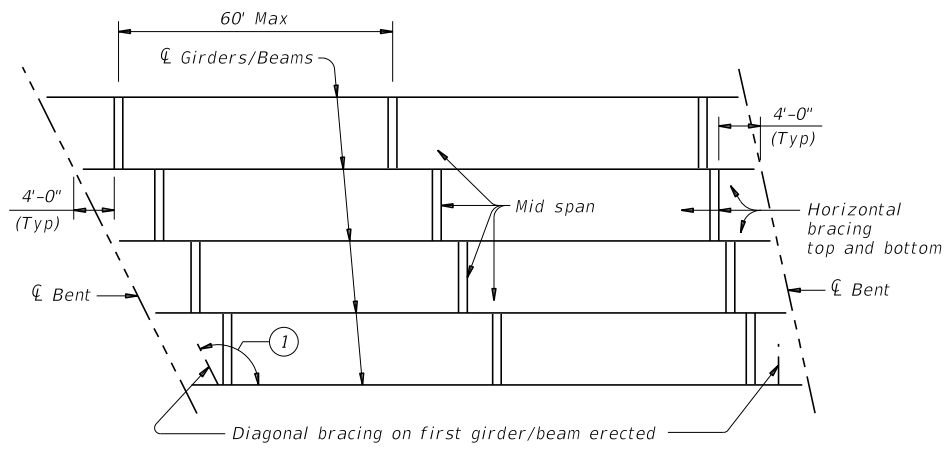 60' Max
℄ Girders/Beams
4'-0"
(Typ)
4'-0"
(Typ)
Mid span
Horizontal
bracing
top and bottom
℄ Bent
℄ Bent
1
Diagonal bracing on first girder/beam erected